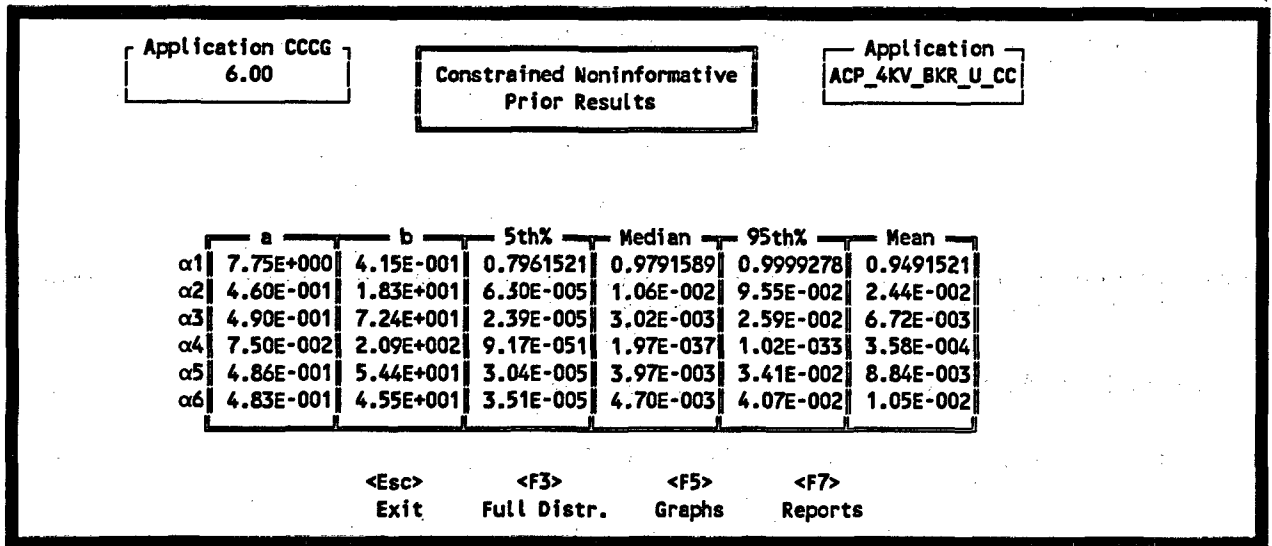 Application CCCG
6.00
Constrained Noninformative
Prior Results
Application
ACP_4KV_BKR_U_CC
a b 5th% Median 95th% Mean
α1 7.75E+000 4.15E-001 0.7961521 0.9791589 0.9999278 0.9491521
α2 4.60E-001 1.83E+001 6.30E-005 1.06E-002 9.55E-002 2.44E-002
α3 4.90E-001 7.24E+001 2.39E-005 3.02E-003 2.59E-002 6.72E-003
α4 7.50E-002 2.09E+002 9.17E-051 1.97E-037 1.02E-033 3.58E-004
α5 4.86E-001 5.44E+001 3.04E-005 3.97E-003 3.41E-002 8.84E-003
α6 4.83E-001 4.55E+001 3.51E-005 4.70E-003 4.07E-002 1.05E-002
<Esc> <F3> <F5> <F7>
Exit Full Distr. Graphs Reports